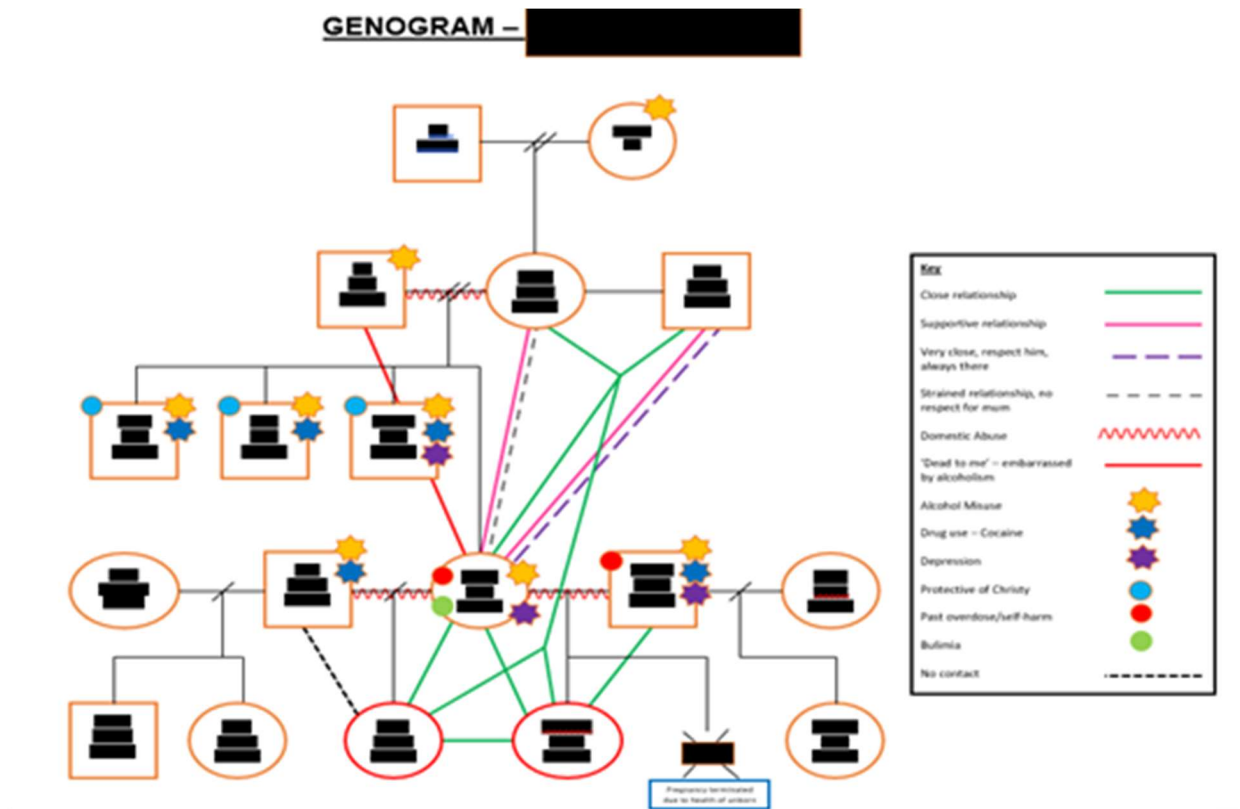 GENOGRAM –
Key
Close relationship
Supportive relationship
Very close, respect him,
always there
Strained relationship, no
respect for mum
Domestic Abuse
'Dead to me' – embarrassed
by alcoholism
Alcohol Misuse
Drug use – Cocaine
Depression
Protective of Christy
Past overdose/self-harm
Bulimia
No contact
Pregnancy terminated
due to health of unborn